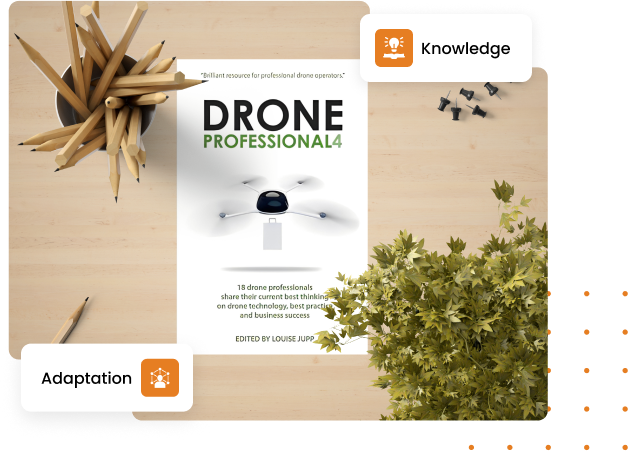 Knowledge
"Brilliant resource for professional drone operators."
DRONE
PROFESSIONAL4
18 drone professionals
share their current best thinking
on drone technology, best practice
and business success
EDITED BY LOUISE JUPP
Adaptation